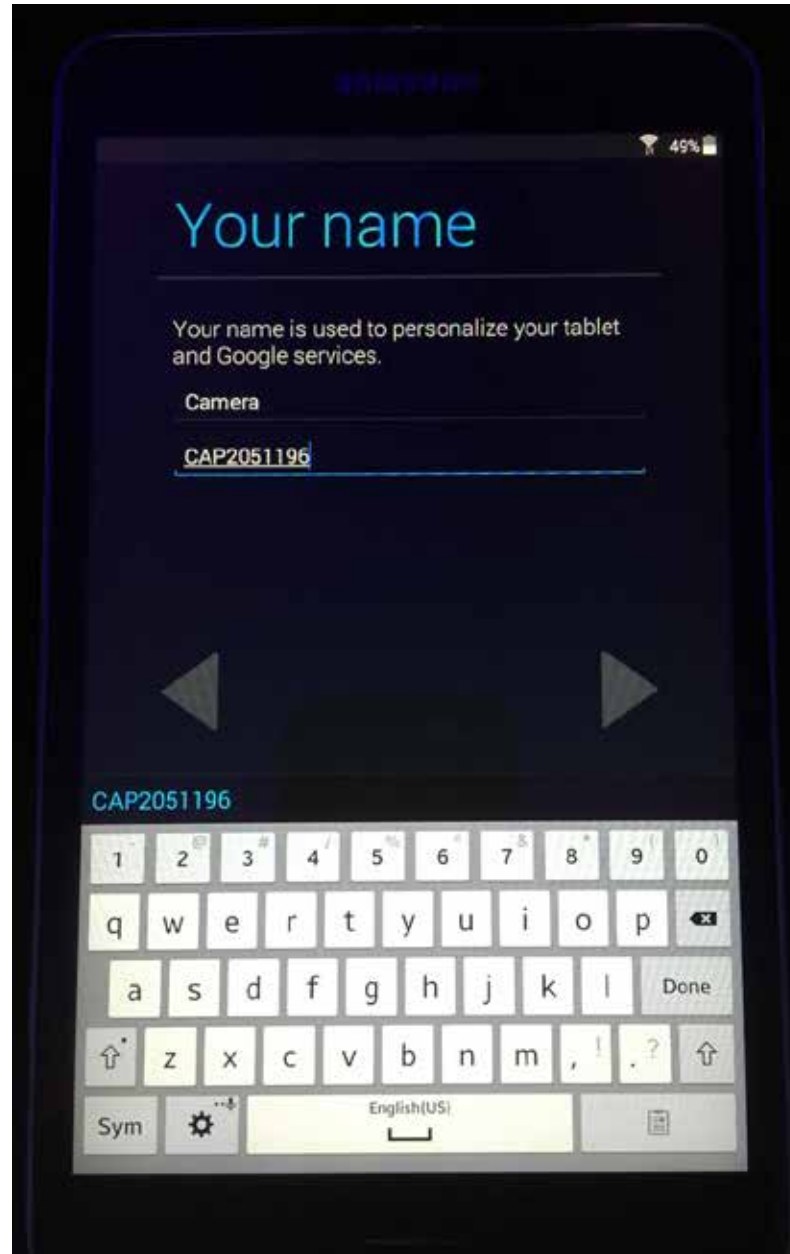 SAMSUNG
49%
Your name
Your name is used to personalize your tablet
and Google services.
Camera
CAP2051196
CAP2051196
1 2 @ 3 # 4 / 5 % 6 ^ 7 & 8 * 9 ( 0 )
q w e r t y u i o p
a s d f g h j k l Done
z x c v b n m , ! . ?
Sym English(US)